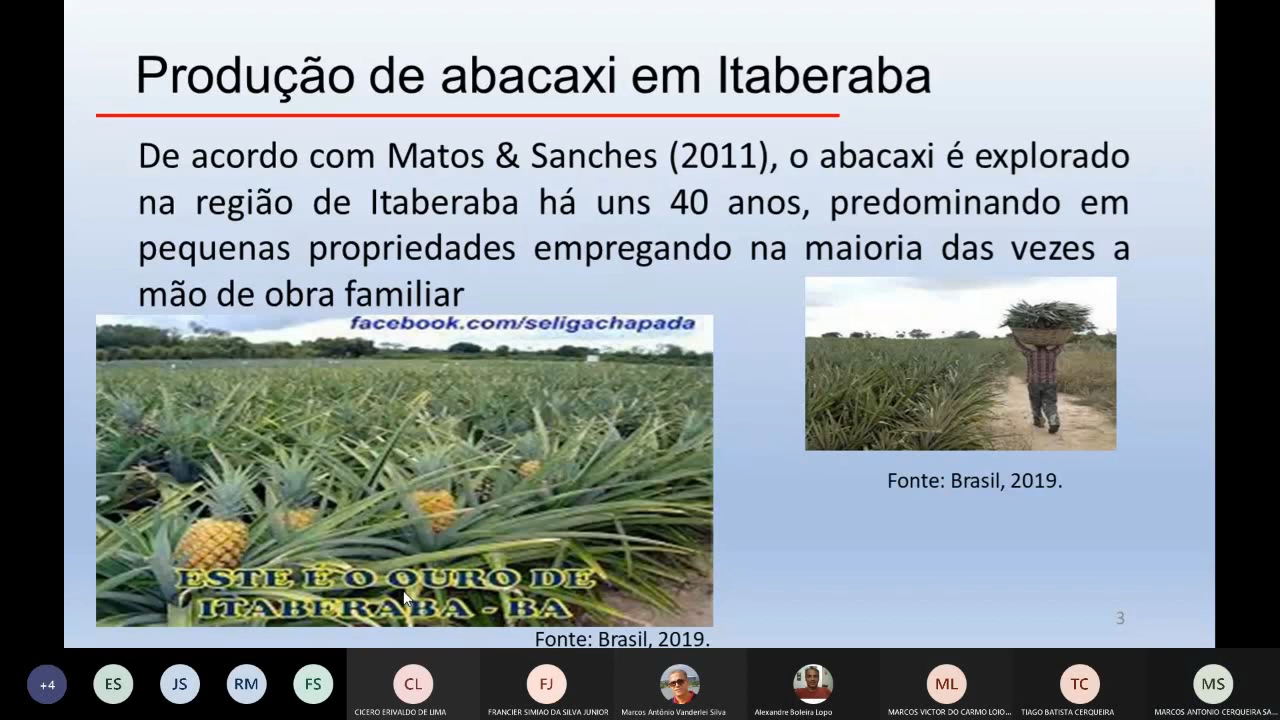 Produção de abacaxi em Itaberaba
De acordo com Matos & Sanches (2011), o abacaxi é explorado
na região de Itaberaba há uns 40 anos, predominando em
pequenas propriedades empregando na maioria das vezes a
mão de obra familiar
facebook.com/seligachapada
ESTE É O OURO DE
ITABERABA - BA
Fonte: Brasil, 2019.
Fonte: Brasil, 2019.
3
+4
ES
JS
RM
FS
CL
CICERO ERIVALDO DE LIMA
FJ
FRANCIER SIMIAO DA SILVA JUNIOR
Marcos Antônio Vanderlei Silva
Alexandre Boleira Lopo
ML
MARCOS VICTOR DO CARMO LOIO...
TC
TIAGO BATISTA CERQUEIRA
MS
MARCOS ANTONIO CERQUEIRA SA...